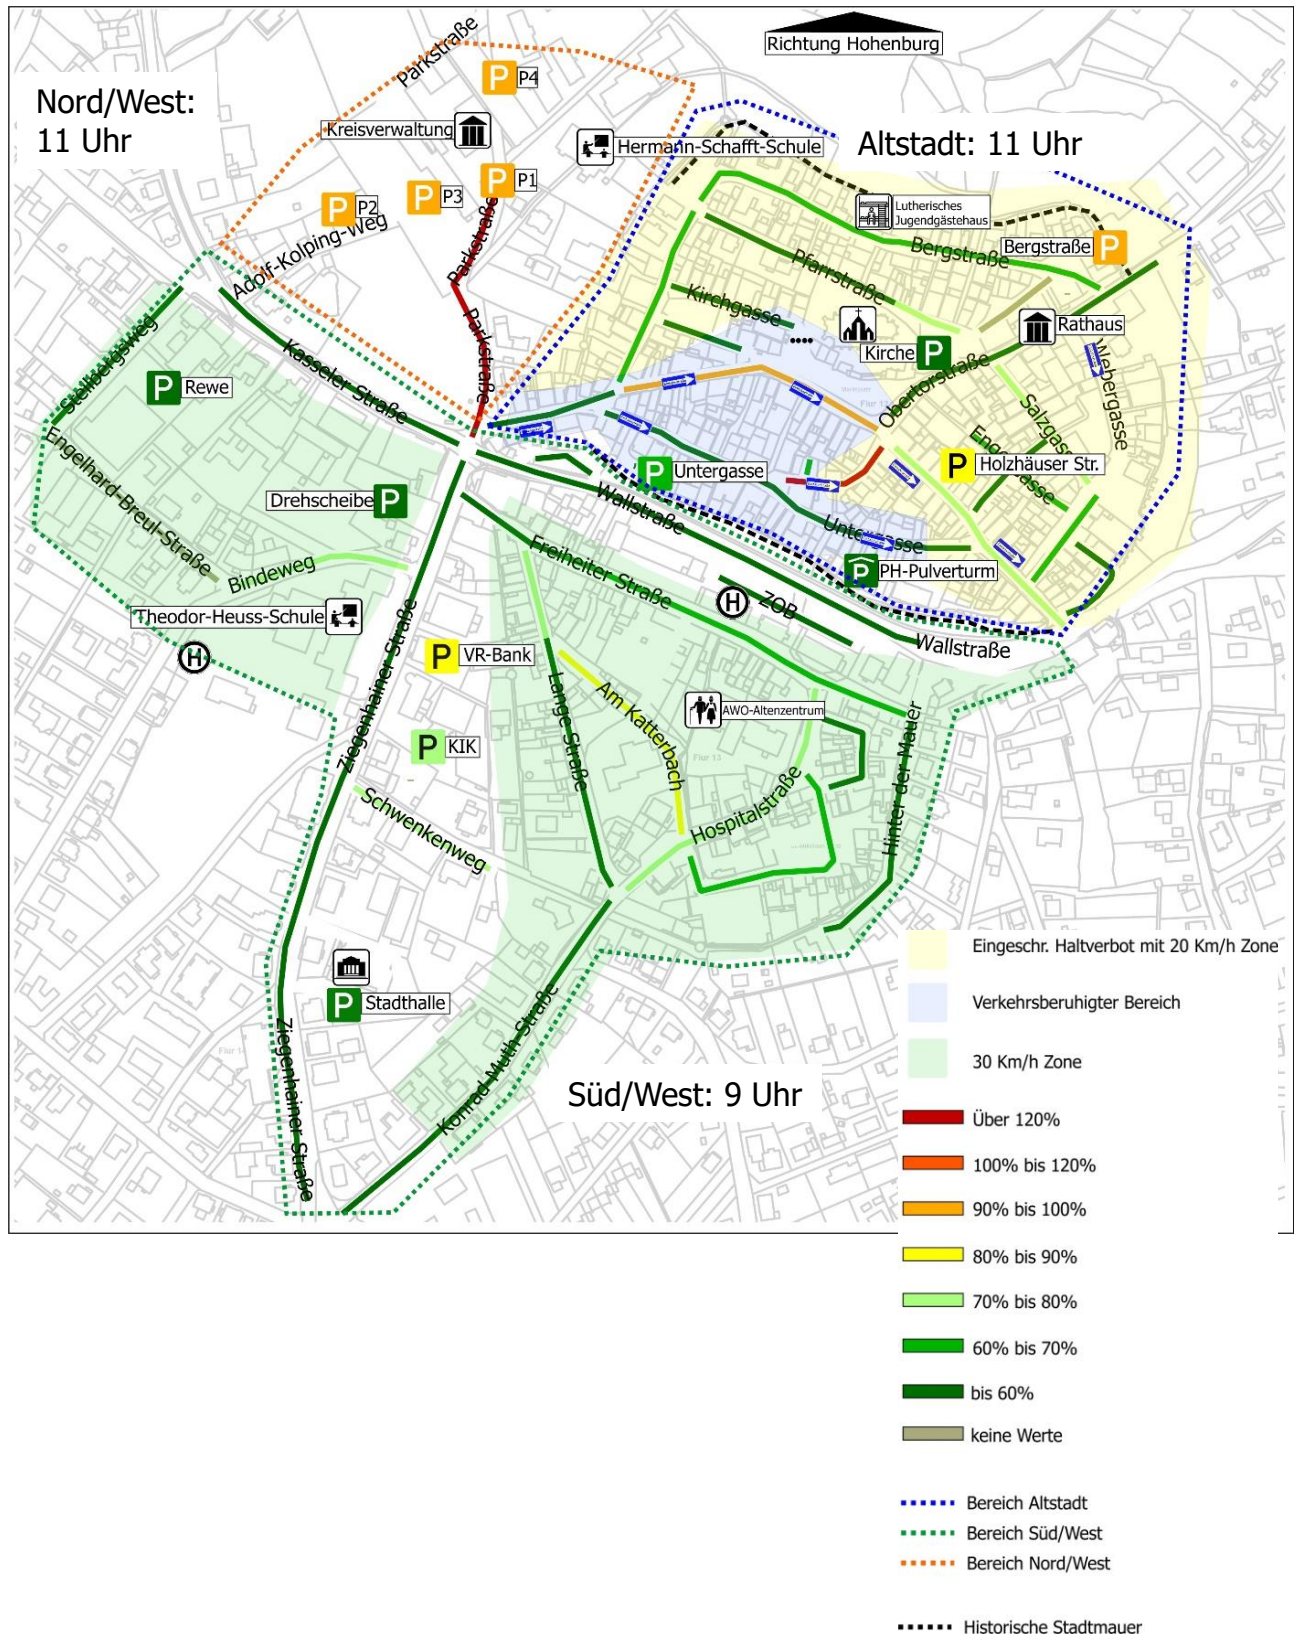 Richtung Hohenburg
Nord/West:
11 Uhr
Parkstraße
P P4
Kreisverwaltung
Hermann-Schafft-Schule
Altstadt: 11 Uhr
P P1
P P3
P P2
Adolf-Kolping-Weg
Parkstraße
Parkstraße
Lutherisches
Jugendgästehaus
Bergstraße
Bergstraße P
Pfarrstraße
Kirchgasse
Kirche P
Rathaus
Obertorstraße
Webergasse
Salzgasse
Engegasse
P Holzhäuser Str.
P Untergasse
Untergasse
P PH-Pulverturm
Stellbergsweg
P Rewe
Kasseler Straße
Engelhard-Breul-Straße
Drehscheibe P
Bindeweg
Theodor-Heuss-Schule
H
Wallstraße
Freiheiter Straße
H ZOB
Wallstraße
Ziegenhainer Straße
P VR-Bank
P KIK
Lange Straße
Am Katterbach
AWO-Altenzentrum
Hospitalstraße
Hinter der Mauer
Schwenkenweg
P Stadthalle
Ziegenhainer Straße
Konrad-Muth-Straße
Flur 13
Süd/West: 9 Uhr
Eingeschr. Haltverbot mit 20 Km/h Zone
Verkehrsberuhigter Bereich
30 Km/h Zone
Über 120%
100% bis 120%
90% bis 100%
80% bis 90%
70% bis 80%
60% bis 70%
bis 60%
keine Werte
Bereich Altstadt
Bereich Süd/West
Bereich Nord/West
Historische Stadtmauer